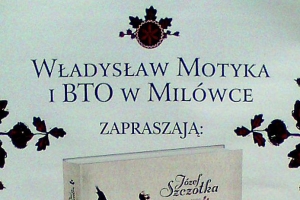 Władysław Motyka
i BTO w Milówce
zapraszają:
Józef
Szczotka